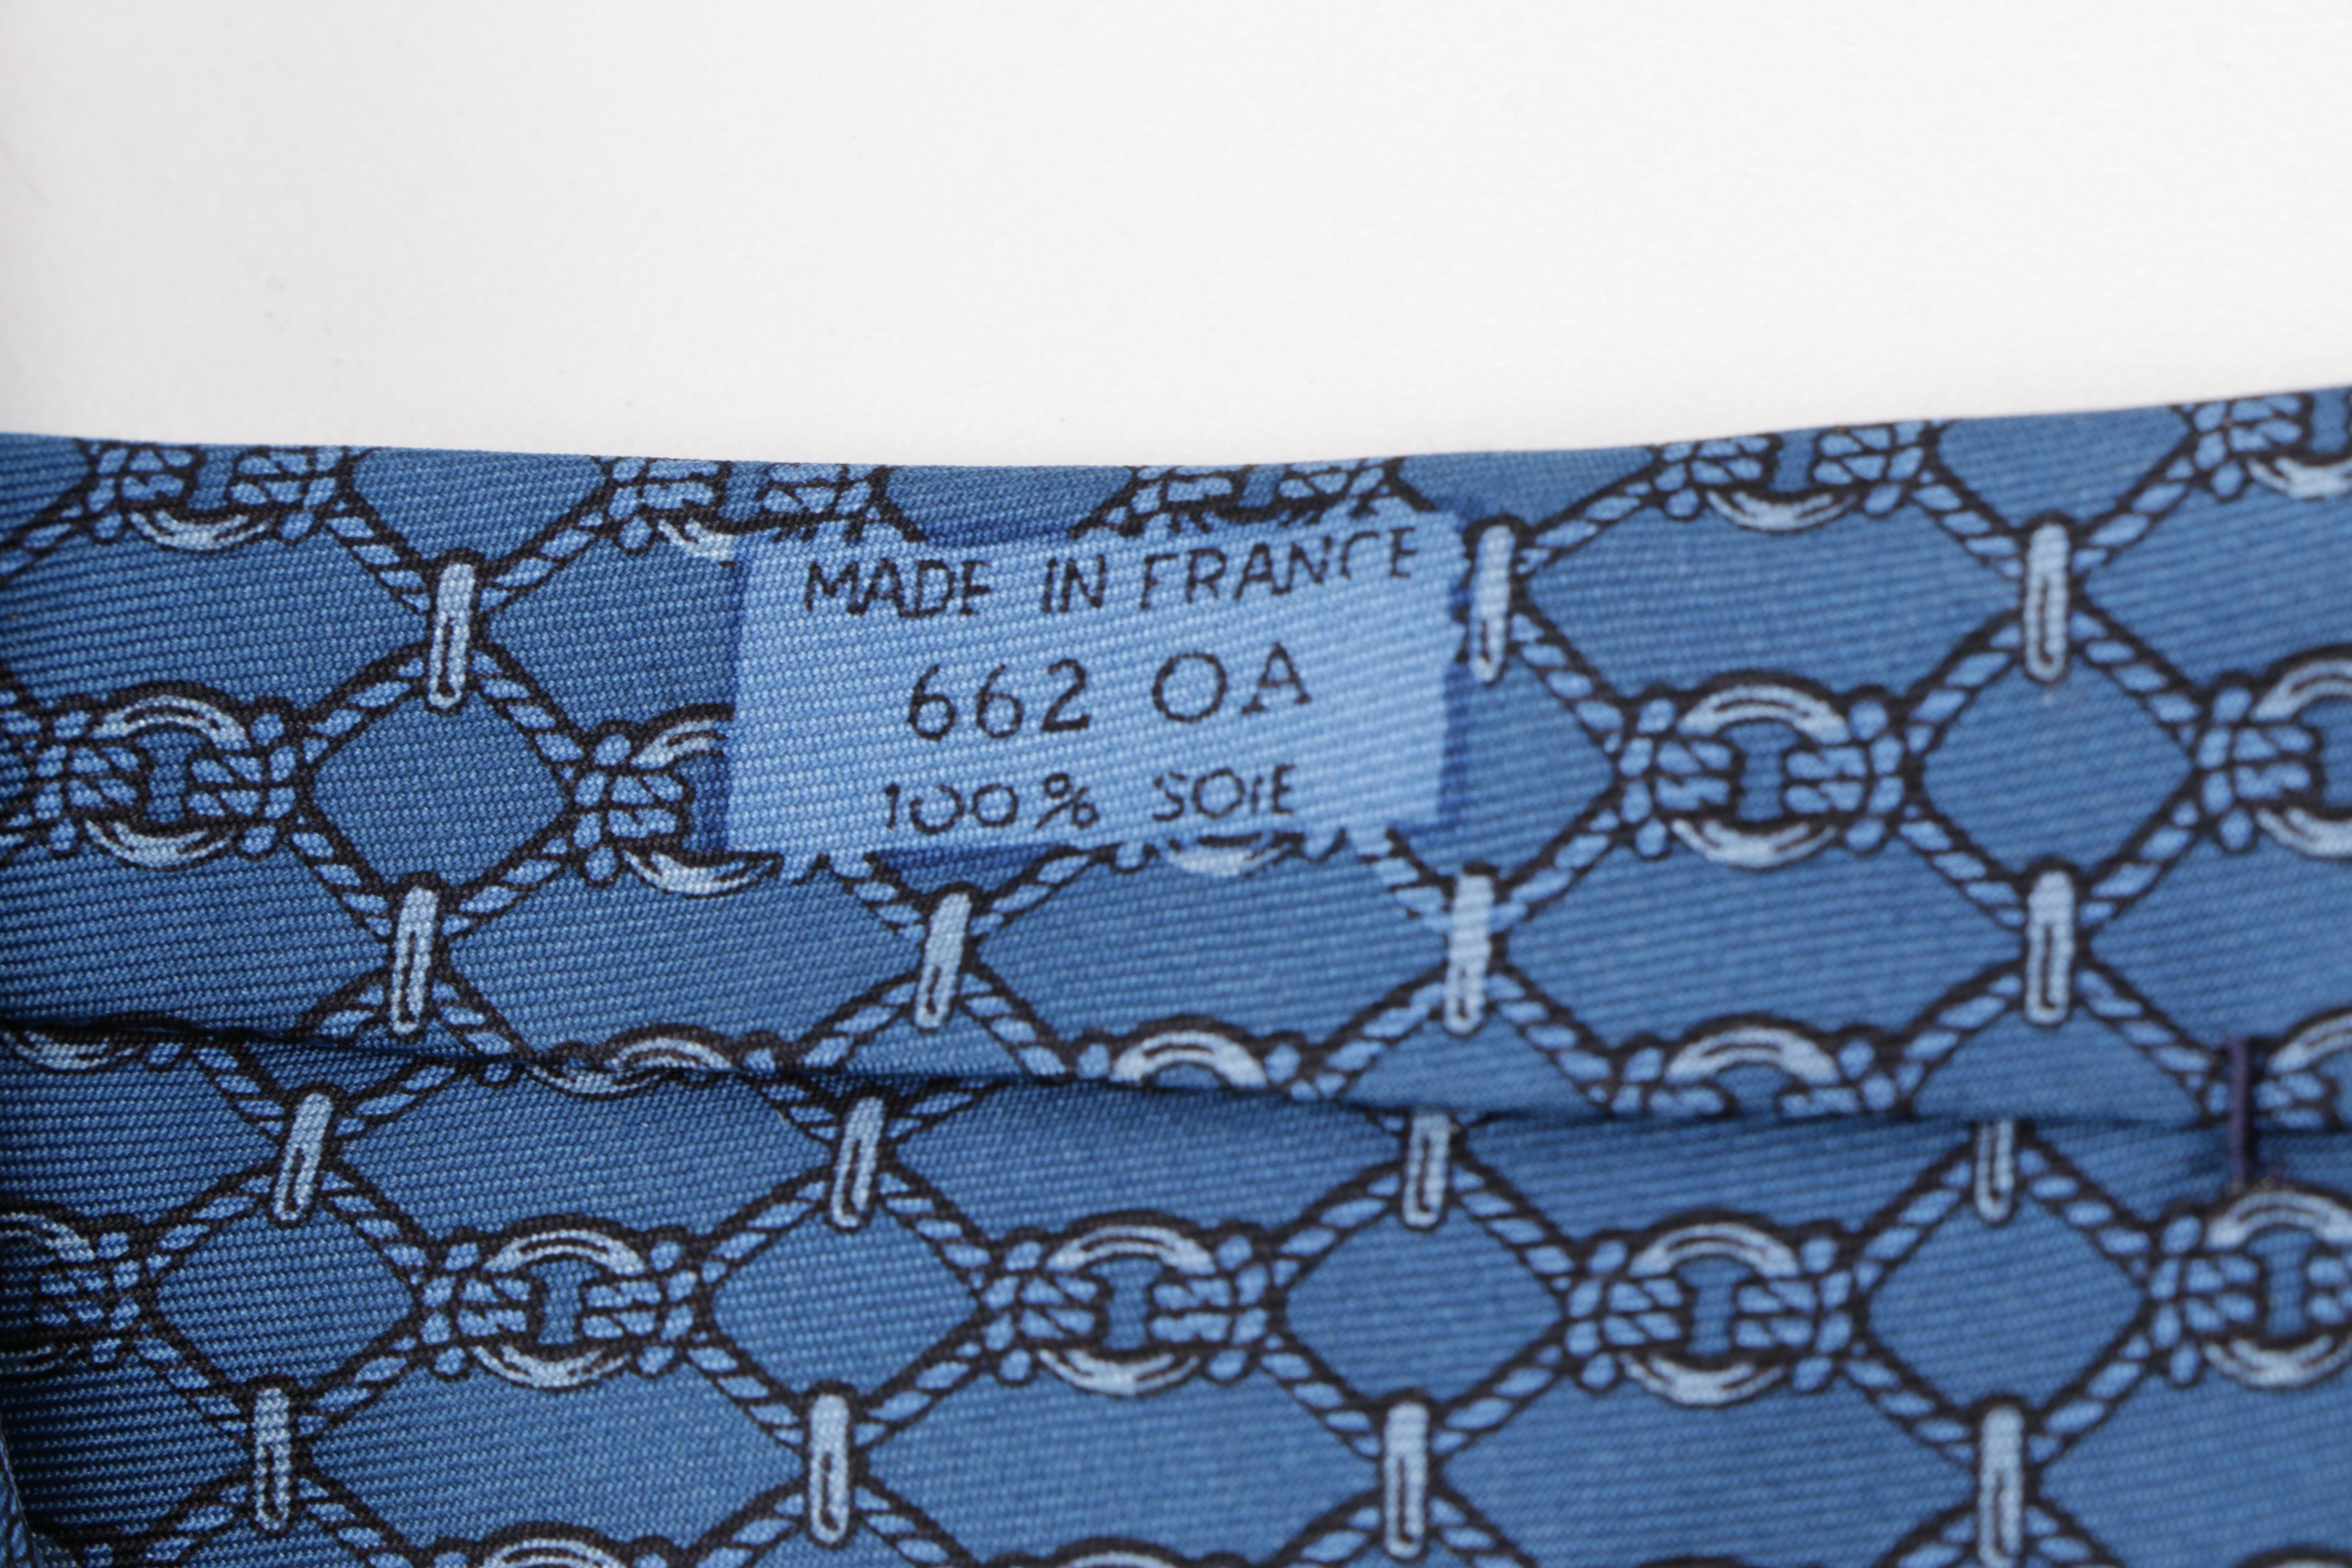 MADE IN FRANCE
662 OA
100% SOIE